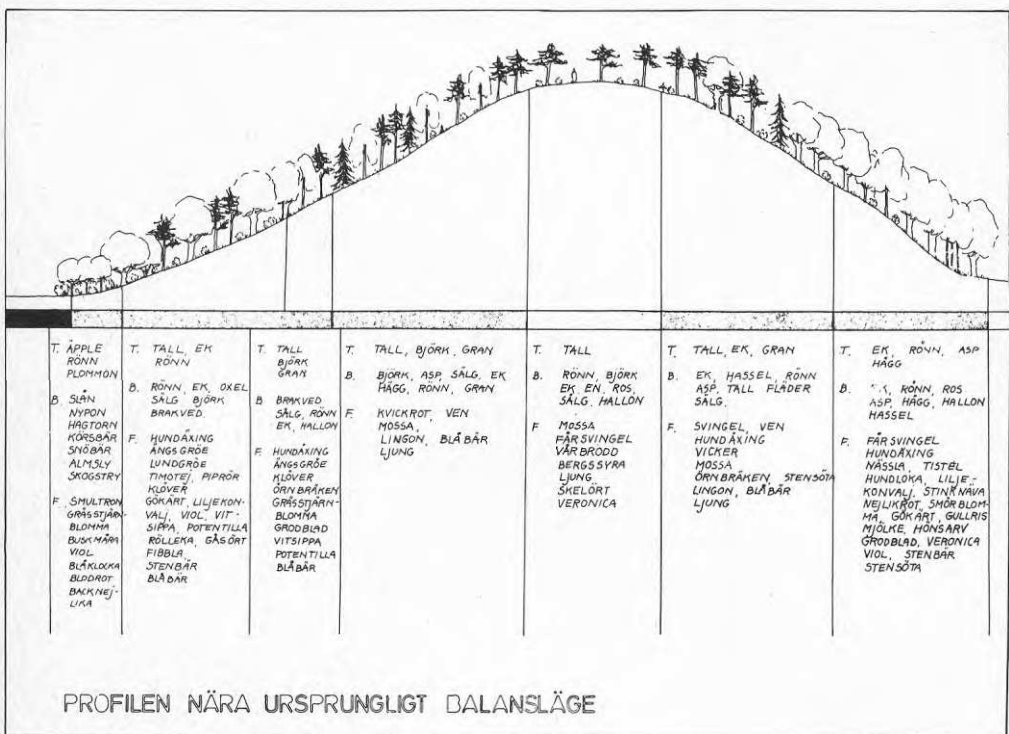 T. ÄPPLE
RÖNN
PLOMMON
B SLÅN
NYPON
HAGTORN
KÖRSBÄR
SNÖBÄR
ALMSLY
SKOGSTRY
F. SMULTRON
GRÄSSTJÄRN-
BLOMMA
BUSKMÅRA
VIOL
BLÅKLOCKA
BLODROT
BACKNEJ-
LIKA
T. TALL, EK
RÖNN
B. RÖNN, EK, OXEL
SÄLG, BJÖRK
BRAKVED.
F. HUNDÄXING
ÄNGSGRÖE
LUNDGRÖE
TIMOTEJ, PIPRÖR
KLÖVER
GÖKÄRT, LILJEKON-
VALJ, VIOL, VIT-
SIPPA, POTENTILLA
RÖLLEKA, GÅSÖRT
FIBBLA
STENBÄR
BLÅBÄR
T. TALL
BJÖRK
GRAN
B BRAKVED
SÄLG, RÖNN
EK, HALLON
F. HUNDÄXING
ÄNGSGRÖE
KLÖVER
ÖRNBRÄKEN
GRÄSSTJÄRN-
BLOMMA
GRODBLAD
VITSIPPA
POTENTILLA
BLÅBÄR
T. TALL, BJÖRK, GRAN
B. BJÖRK, ASP, SÄLG, EK
HÄGG, RÖNN, GRAN
F. KVICKROT, VEN
MOSSA,
LINGON, BLÅBÄR
LJUNG
T. TALL
B. RÖNN, BJÖRK
EK EN, ROS,
SÄLG, HALLON
F MOSSA
FÅRSVINGEL
VÅRBRODD
BERGSSYRA
LJUNG
SKELÖRT
VERONICA
T. TALL, EK, GRAN
B. EK, HASSEL, RÖNN
ASP, TALL FLÄDER
SÄLG.
F. SVINGEL, VEN
HUNDÄXING
VICKER
MOSSA
ÖRNBRÄKEN, STENSÖTA
LINGON, BLÅBÄR
LJUNG
T. EK, RÖNN, ASP
HÄGG
B. RÖNN, ROS
ASP, HÄGG, HALLON
HASSEL
F. FÅRSVINGEL
HUNDÄXING
NÄSSLA, TISTEL
HUNDLOKA, LILJE-
KONVALJ, STINKNÄVA
NEJLIKROT, SMÖRBLOM-
MA, GÖKÄRT, GULLRIS
MJÖLKE, HÖNSARV
GRODBLAD, VERONICA
VIOL, STENBÄR
STENSÖTA
PROFILEN NÄRA URSPRUNGLIGT BALANSLÄGE